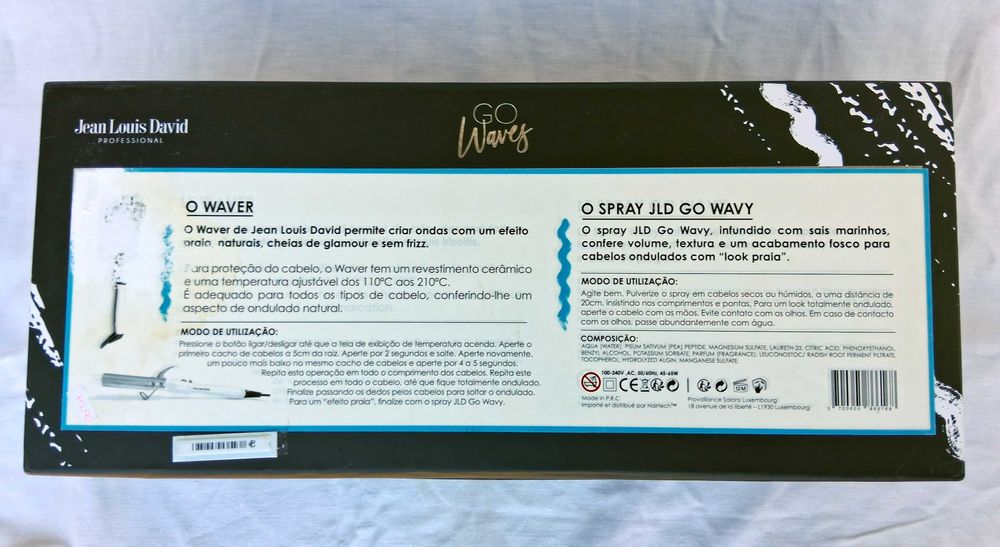 Jean Louis David
PROFESSIONAL
GO
Waves
O WAVER
O Waver de Jean Louis David permite criar ondas com um efeito
praia, naturais, cheias de glamour e sem frizz.
Para proteção do cabelo, o Waver tem um revestimento cerâmico
e uma temperatura ajustável dos 110ºC aos 210ºC.
É adequado para todos os tipos de cabelo, conferindo-lhe um
aspecto de ondulado natural.
MODO DE UTILIZAÇÃO:
Pressione o botão ligar/desligar até que a luz de temperatura acenda. Aperte o
primeiro cacho de cabelos a 5cm da raiz. Aperte por 2 segundos e solte. Aperte novamente,
um pouco mais baixo no mesmo cacho de cabelos e aperte por 4 a 5 segundos.
Repita esta operação em todo o comprimento dos cabelos. Repita este
processo em todo o cabelo, até que fique totalmente ondulado.
Finalize passando os dedos pelos cabelos para soltar o ondulado.
Para um "efeito praia", finalize com o spray JLD Go Wavy.
O SPRAY JLD GO WAVY
O spray JLD Go Wavy, infundido com sais marinhos,
confere volume, textura e um acabamento fosco para
cabelos ondulados com "look praia".
MODO DE UTILIZAÇÃO:
Agite bem. Pulverize o spray em cabelos secos ou húmidos, a uma distância de
20cm, insistindo nos comprimentos e pontas. Para um look totalmente ondulado,
aperte o cabelo com as mãos. Evite contato com os olhos. Em caso de contacto
com os olhos, passe abundantemente com água.
COMPOSIÇÃO:
AQUA (WATER), PISUM SATIVUM (PEA) PEPTIDE, MAGNESIUM SULFATE, LAURETH-23, CITRIC ACID, PHENOXYETHANOL,
BENZYL ALCOHOL, POTASSIUM SORBATE, PARFUM (FRAGRANCE), LEUCONOSTOC/ RADISH ROOT FERMENT FILTRATE,
TOCOPHEROL, HYDROLYZED ALGIN, MANGANESE SULFATE.
100-240V ,AC, 50/60Hz, 45-65W
CE
12M
Made in P.R.C
Importé et distribué par Hairtech™
Provalliance Salons Luxembourg
18 avenue de la liberté - L1930 Luxembourg
3 700805 866168